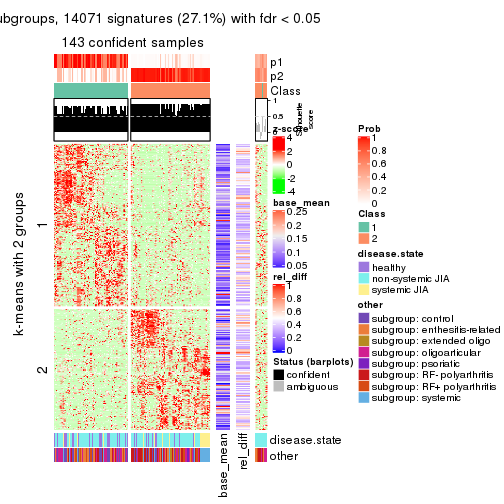 ubgroups, 14071 signatures (27.1%) with fdr < 0.05
143 confident samples
p1
p2
Class
1
0.5
0
Silhouette
score
k-means with 2 groups
1
2
base_mean
rel_diff
disease.state
other
z-score
4
2
0
-2
-4
base_mean
0.25
0.2
0.15
0.1
0.05
rel_diff
1
0.8
0.6
0.4
0.2
0
Status (barplots)
confident
ambiguous
Prob
1
0.8
0.6
0.4
0.2
0
Class
1
2
disease.state
healthy
non-systemic JIA
systemic JIA
other
subgroup: control
subgroup: enthesitis-related
subgroup: extended oligo
subgroup: oligoarticular
subgroup: psoriatic
subgroup: RF- polyarthritis
subgroup: RF+ polyarthritis
subgroup: systemic